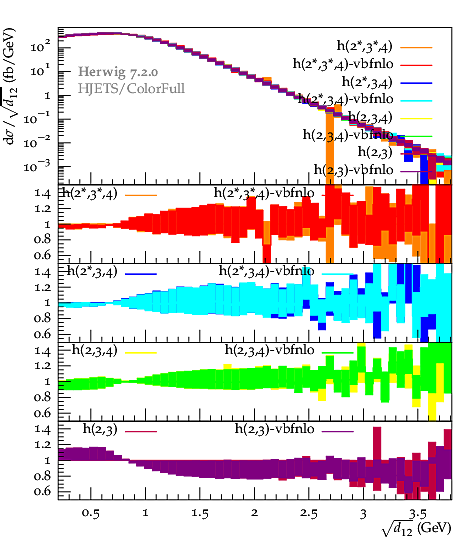 dσ/√d12 (fb/GeV)
10^2
10^1
1
10^-1
10^-2
10^-3
Herwig 7.2.0
HJETS/ColorFull
h(2*,3*,4)
h(2*,3*,4)-vbfnlo
h(2*,3,4)
h(2*,3,4)-vbfnlo
h(2,3,4)
h(2,3,4)-vbfnlo
h(2,3)
h(2,3)-vbfnlo
h(2*,3*,4) h(2*,3*,4)-vbfnlo
1.4
1.2
1
0.8
0.6
h(2*,3,4) h(2*,3,4)-vbfnlo
1.4
1.2
1
0.8
0.6
h(2,3,4) h(2,3,4)-vbfnlo
1.4
1.2
1
0.8
0.6
h(2,3) h(2,3)-vbfnlo
1.4
1.2
1
0.8
0.6
0.5 1 1.5 2 2.5 3 3.5
√d12 (GeV)